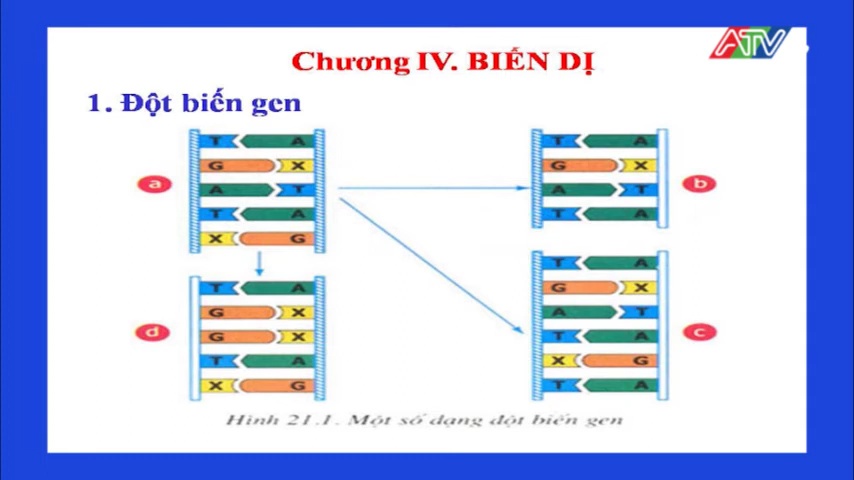 ATV
Chương IV. BIẾN DỊ
1. Đột biến gen
T A
G X
a
A T
T A
X G
T A
G X
A T
b
T A
T A
G X
G X
d
T A
X G
T A
G X
A T
T A
c
X G
T A
Hình 21.1. Một số dạng đột biến gen